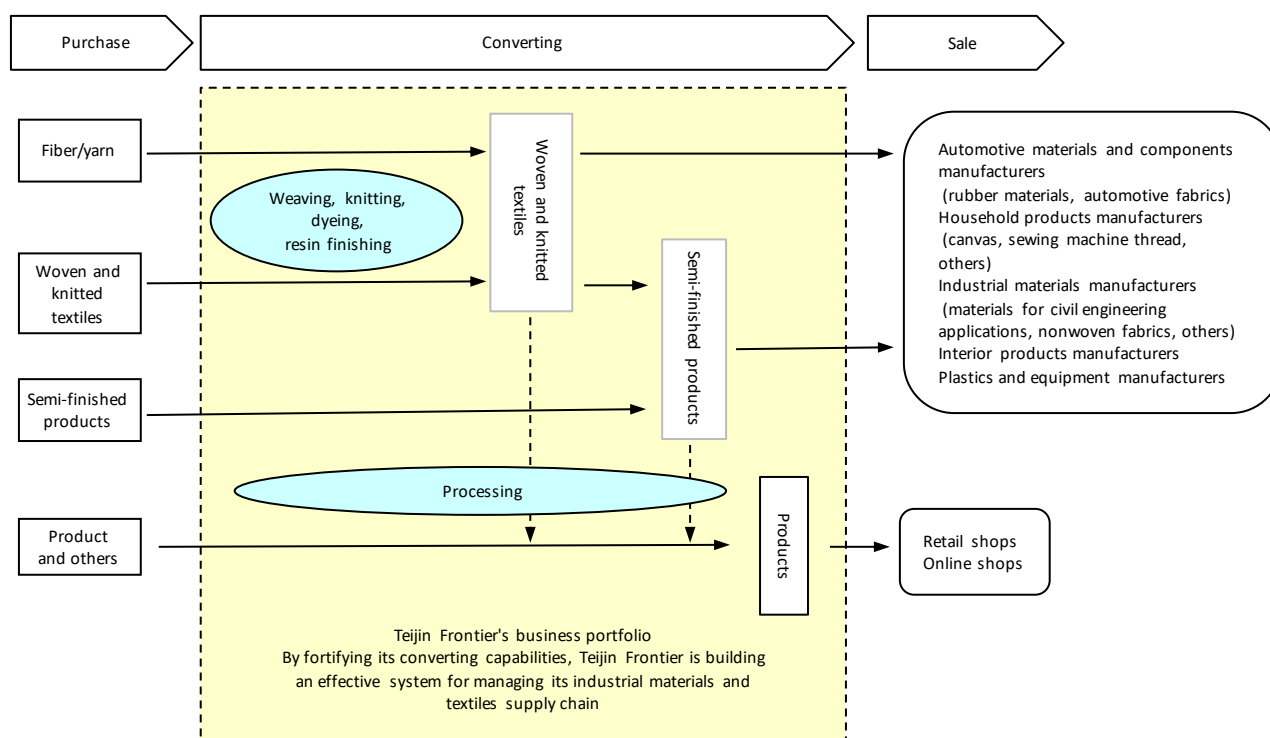 Purchase
Converting
Sale
Fiber/yarn
Woven and
knitted
textiles
Semi-finished
products
Product
and others
Weaving, knitting,
dyeing,
resin finishing
Woven and knitted
textiles
Semi-finished products
Processing
Products
Automotive materials and components
manufacturers
(rubber materials, automotive fabrics)
Household products manufacturers
(canvas, sewing machine thread,
others)
Industrial materials manufacturers
(materials for civil engineering
applications, nonwoven fabrics, others)
Interior products manufacturers
Plastics and equipment manufacturers
Retail shops
Online shops
Teijin Frontier's business portfolio
By fortifying its converting capabilities, Teijin Frontier is building
an effective system for managing its industrial materials and
textiles supply chain